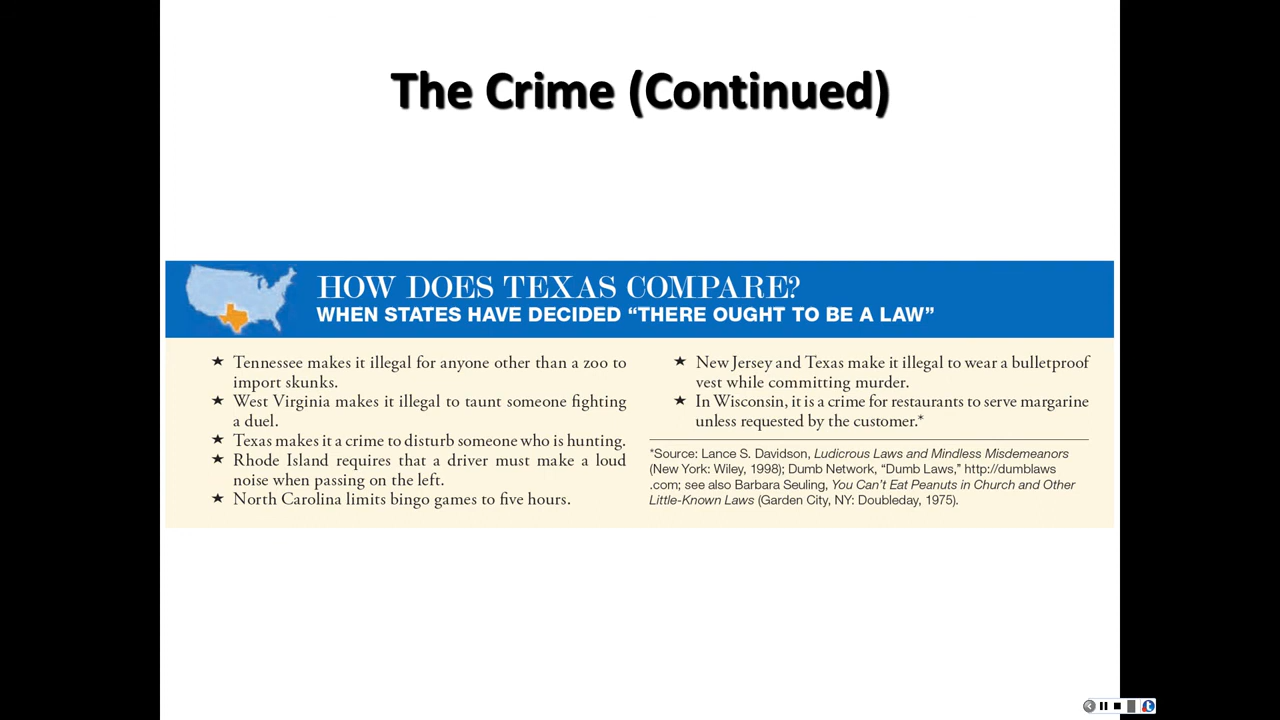 The Crime (Continued)
HOW DOES TEXAS COMPARE?
WHEN STATES HAVE DECIDED “THERE OUGHT TO BE A LAW”
★ Tennessee makes it illegal for anyone other than a zoo to
import skunks.
★ West Virginia makes it illegal to taunt someone fighting
a duel.
★ Texas makes it a crime to disturb someone who is hunting.
★ Rhode Island requires that a driver must make a loud
noise when passing on the left.
★ North Carolina limits bingo games to five hours.
★ New Jersey and Texas make it illegal to wear a bulletproof
vest while committing murder.
★ In Wisconsin, it is a crime for restaurants to serve margarine
unless requested by the customer.*
*Source: Lance S. Davidson, Ludicrous Laws and Mindless Misdemeanors
(New York: Wiley, 1998); Dumb Network, “Dumb Laws,” http://dumblaws
.com; see also Barbara Seuling, You Can’t Eat Peanuts in Church and Other
Little-Known Laws (Garden City, NY: Doubleday, 1975).